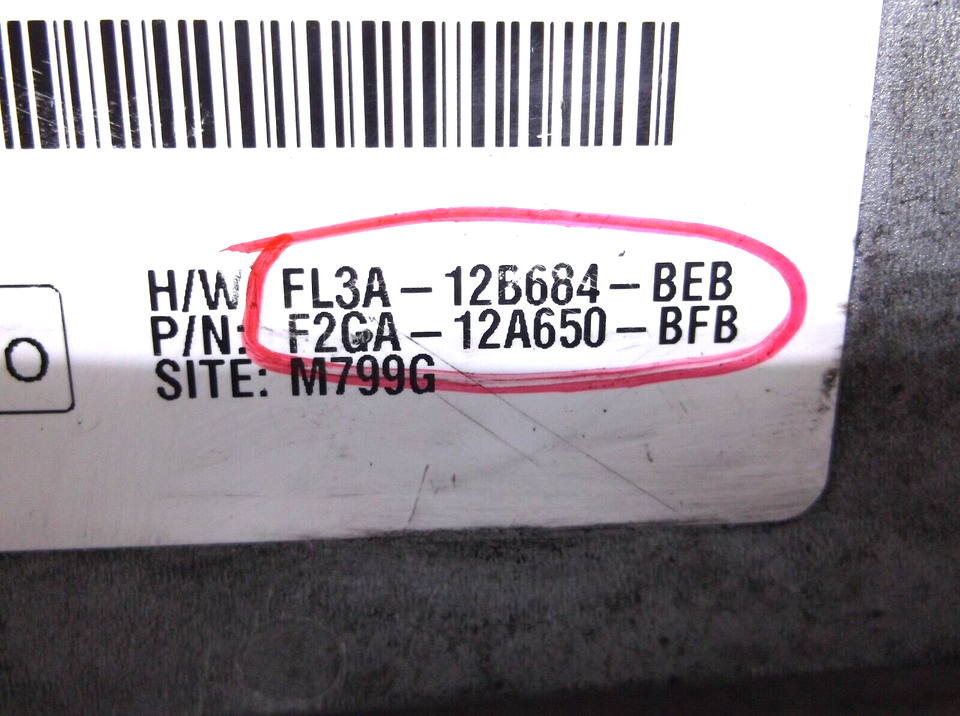 H/W: FL3A – 12B684 – BEB
P/N: F2GA – 12A650 – BFB
SITE: M799G
O